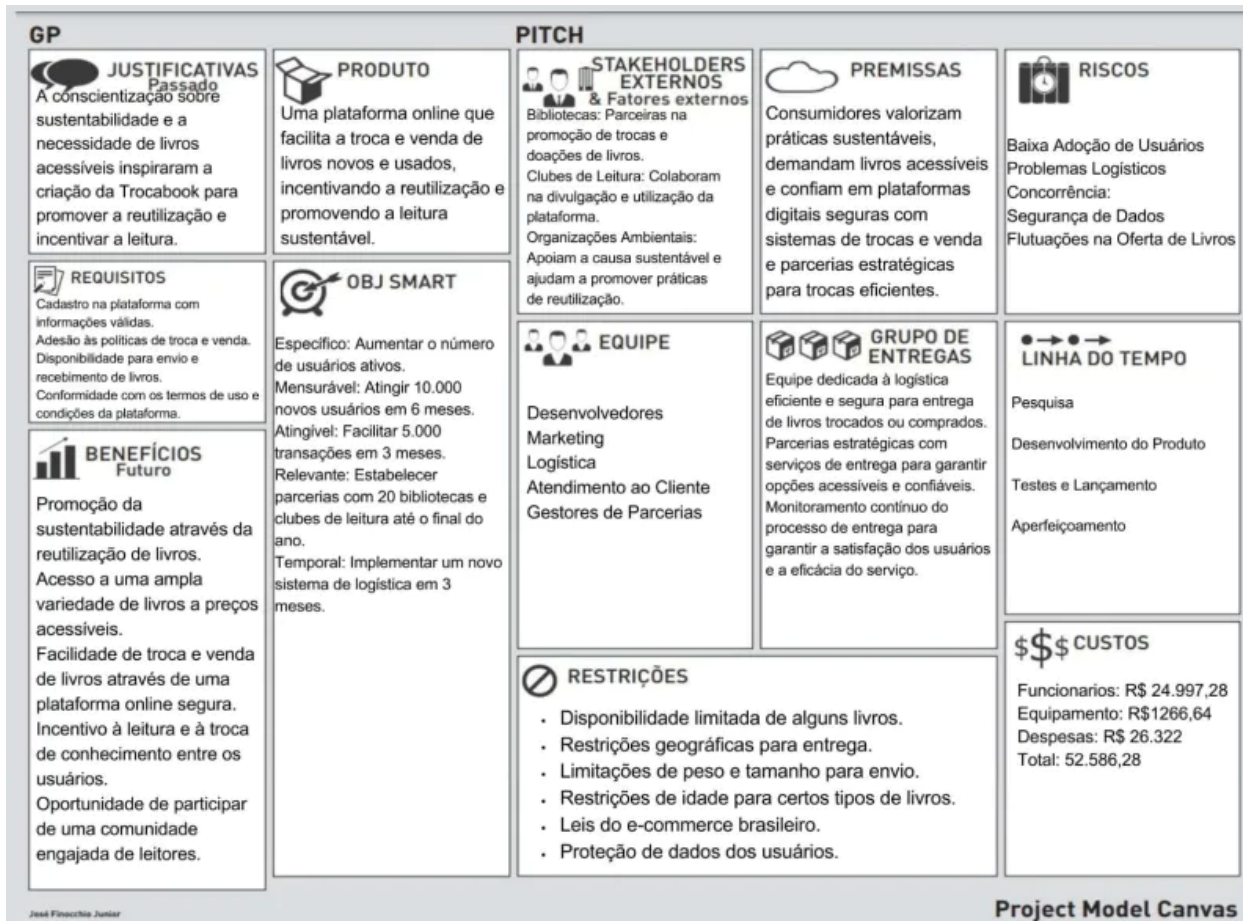 GP
PITCH
JUSTIFICATIVAS
Passado
A conscientização sobre
sustentabilidade e a
necessidade de livros
acessíveis inspiraram a
criação da Trocabook para
promover a reutilização e
incentivar a leitura.
PRODUTO
Uma plataforma online que
facilita a troca e venda de
livros novos e usados,
incentivando a reutilização e
promovendo a leitura
sustentável.
STAKEHOLDERS
EXTERNOS
& Fatores externos
Bibliotecas: Parceiras na
promoção de trocas e
doações de livros.
Clubes de Leitura: Colaboram
na divulgação e utilização da
plataforma.
Organizações Ambientais:
Apoiam a causa sustentável e
ajudam a promover práticas
de reutilização.
PREMISSAS
Consumidores valorizam
práticas sustentáveis,
demandam livros acessíveis
e confiam em plataformas
digitais seguras com
sistemas de trocas e venda
e parcerias estratégicas
para trocas eficientes.
RISCOS
Baixa Adoção de Usuários
Problemas Logísticos
Concorrência:
Segurança de Dados
Flutuações na Oferta de Livros
REQUISITOS
Cadastro na plataforma com
informações válidas.
Adesão às políticas de troca e venda.
Disponibilidade para envio e
recebimento de livros.
Conformidade com os termos de uso e
condições da plataforma.
OBJ SMART
Específico: Aumentar o número
de usuários ativos.
Mensurável: Atingir 10.000
novos usuários em 6 meses.
Atingível: Facilitar 5.000
transações em 3 meses.
Relevante: Estabelecer
parcerias com 20 bibliotecas e
clubes de leitura até o final do
ano.
Temporal: Implementar um novo
sistema de logística em 3
meses.
EQUIPE
Desenvolvedores
Marketing
Logística
Atendimento ao Cliente
Gestores de Parcerias
GRUPO DE
ENTREGAS
Equipe dedicada à logística
eficiente e segura para entrega
de livros trocados ou comprados.
Parcerias estratégicas com
serviços de entrega para garantir
opções acessíveis e confiáveis.
Monitoramento contínuo do
processo de entrega para
garantir a satisfação dos usuários
e a eficácia do serviço.
LINHA DO TEMPO
Pesquisa
Desenvolvimento do Produto
Testes e Lançamento
Aperfeiçoamento
BENEFÍCIOS
Futuro
Promoção da
sustentabilidade através da
reutilização de livros.
Acesso a uma ampla
variedade de livros a preços
acessíveis.
Facilidade de troca e venda
de livros através de uma
plataforma online segura.
Incentivo à leitura e à troca
de conhecimento entre os
usuários.
Oportunidade de participar
de uma comunidade
engajada de leitores.
RESTRIÇÕES
• Disponibilidade limitada de alguns livros.
• Restrições geográficas para entrega.
• Limitações de peso e tamanho para envio.
• Restrições de idade para certos tipos de livros.
• Leis do e-commerce brasileiro.
• Proteção de dados dos usuários.
$$$ CUSTOS
Funcionarios: R$ 24.997,28
Equipamento: R$1266,64
Despesas: R$ 26.322
Total: 52.586,28
José Finocchio Junior
Project Model Canvas